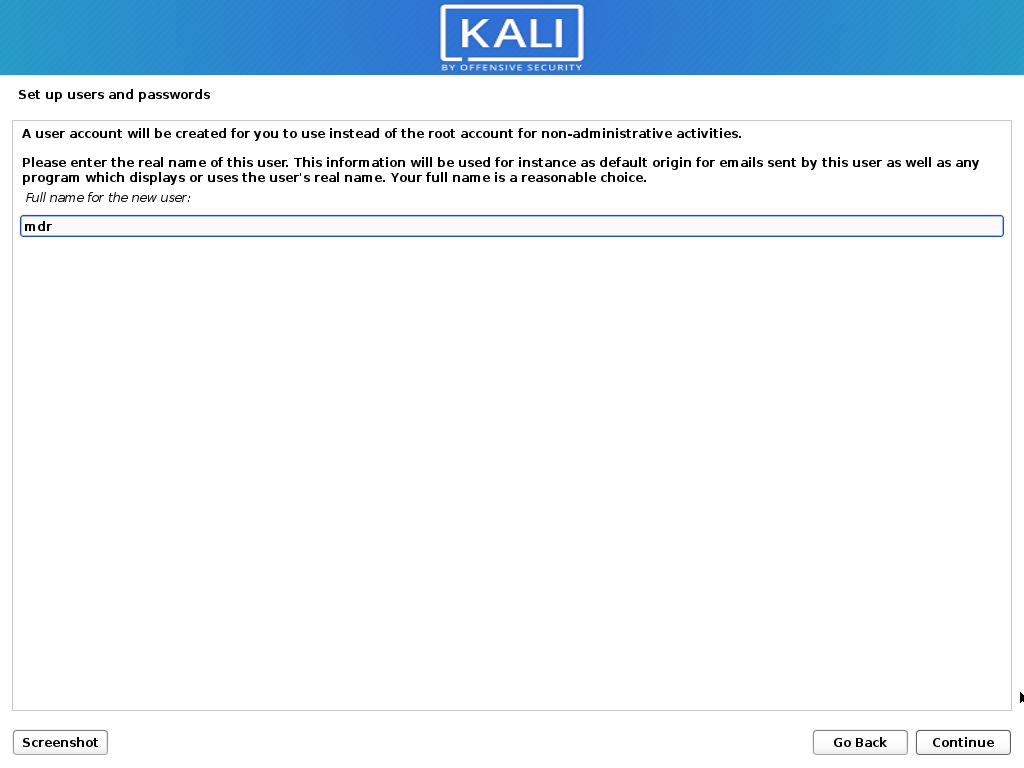 KALI
BY OFFENSIVE SECURITY
Set up users and passwords
A user account will be created for you to use instead of the root account for non-administrative activities.
Please enter the real name of this user. This information will be used for instance as default origin for emails sent by this user as well as any
program which displays or uses the user's real name. Your full name is a reasonable choice.
Full name for the new user:
mdr
Screenshot
Go Back
Continue